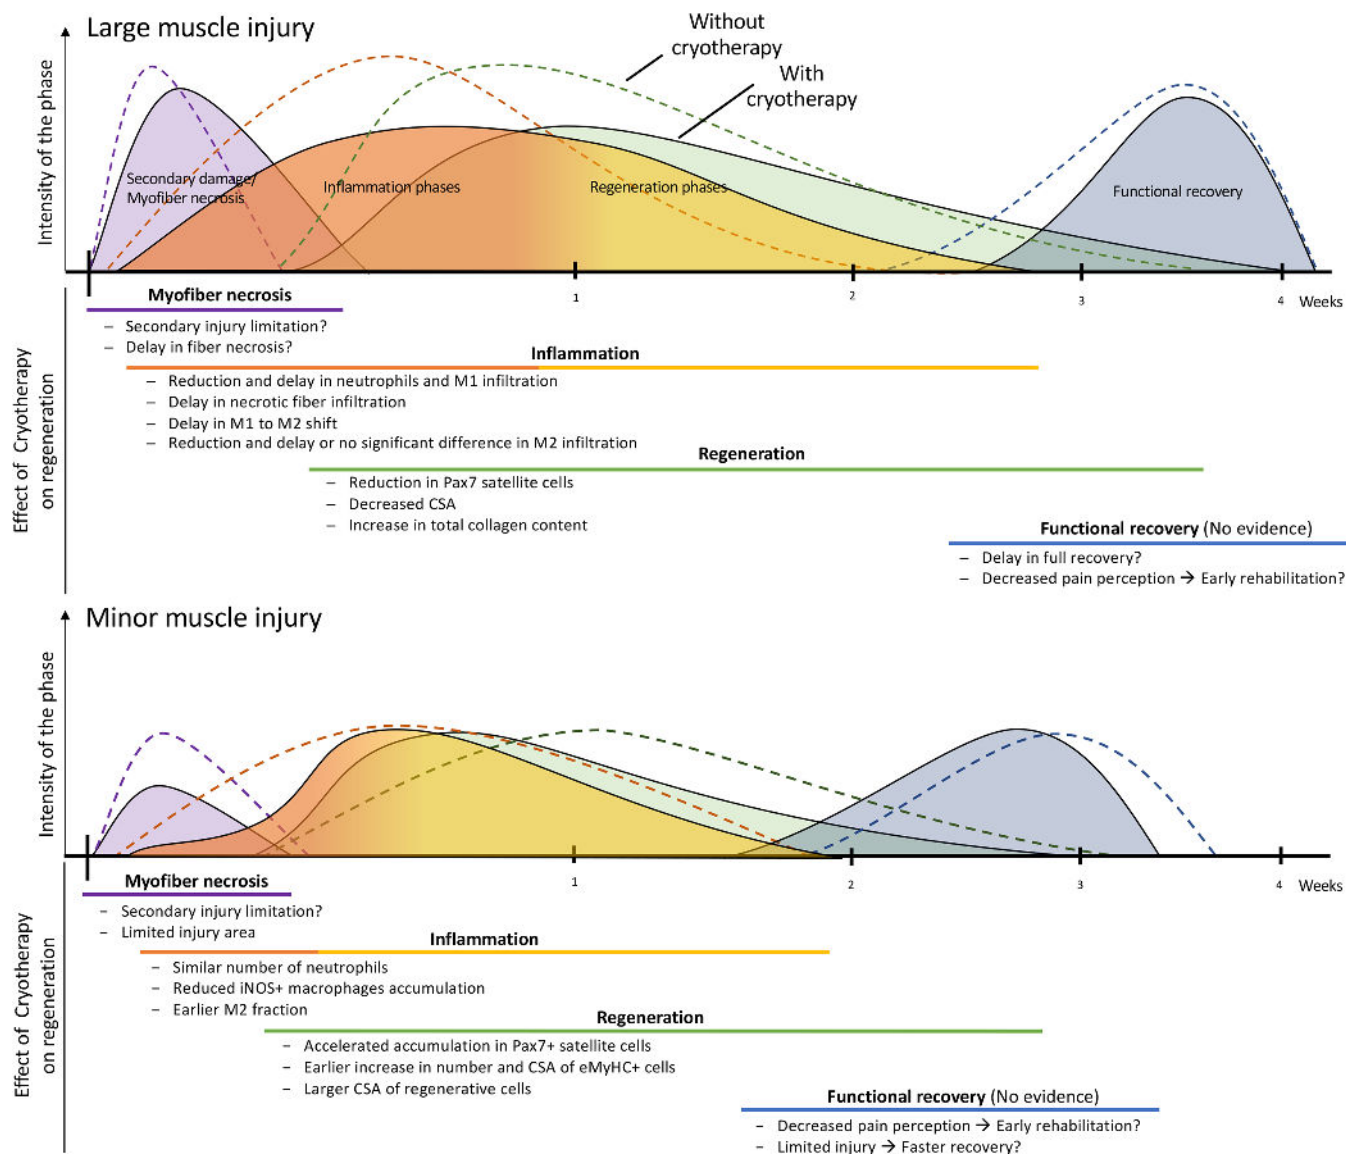 Large muscle injury
Without
cryotherapy
With
cryotherapy
Intensity of the phase
Secondary damage/
Myofiber necrosis
Inflammation phases
Regeneration phases
Functional recovery
1
2
3
4
Weeks
Effect of Cryotherapy
on regeneration
Myofiber necrosis
– Secondary injury limitation?
– Delay in fiber necrosis?
Inflammation
– Reduction and delay in neutrophils and M1 infiltration
– Delay in necrotic fiber infiltration
– Delay in M1 to M2 shift
– Reduction and delay or no significant difference in M2 infiltration
Regeneration
– Reduction in Pax7 satellite cells
– Decreased CSA
– Increase in total collagen content
Functional recovery (No evidence)
– Delay in full recovery?
– Decreased pain perception → Early rehabilitation?
Minor muscle injury
Intensity of the phase
1
2
3
4
Weeks
Effect of Cryotherapy
on regeneration
Myofiber necrosis
– Secondary injury limitation?
– Limited injury area
Inflammation
– Similar number of neutrophils
– Reduced iNOS+ macrophages accumulation
– Earlier M2 fraction
Regeneration
– Accelerated accumulation in Pax7+ satellite cells
– Earlier increase in number and CSA of eMyHC+ cells
– Larger CSA of regenerative cells
Functional recovery (No evidence)
– Decreased pain perception → Early rehabilitation?
– Limited injury → Faster recovery?